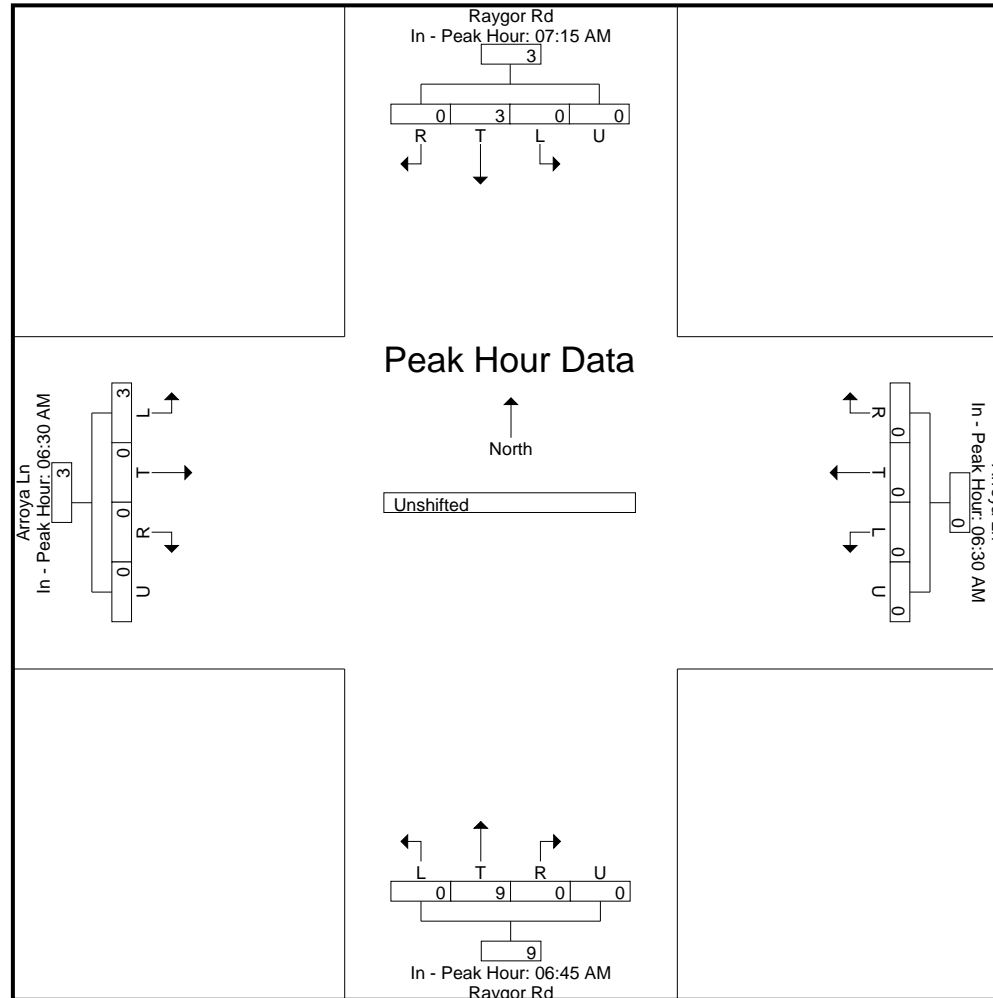 Raygor Rd
In - Peak Hour: 07:15 AM
3
0 3 0 0
R T L U
Peak Hour Data
North
Unshifted
Arroya Ln
In - Peak Hour: 06:30 AM
3
3 0 0 0
L T R U
In - Peak Hour: 06:30 AM
0
R T L U
0 0 0 0
L T R U
0 9 0 0
9
In - Peak Hour: 06:45 AM
Raygor Rd